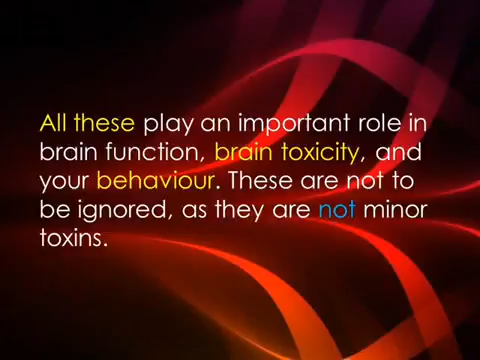 All these play an important role in
brain function, brain toxicity, and
your behaviour. These are not to
be ignored, as they are not minor
toxins.